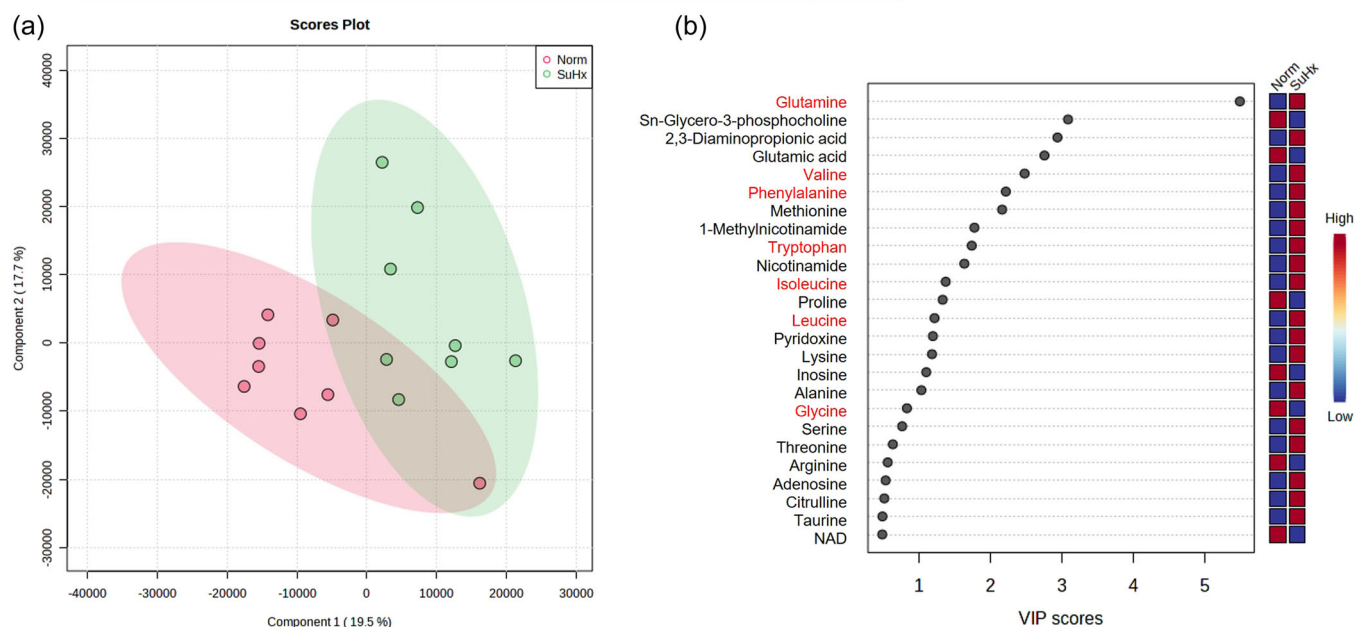 (a)
Scores Plot
Norm
SuHx
Component 2 ( 17.7 %)
40000
30000
20000
10000
0
-10000
-20000
-30000
-40000 -30000 -20000 -10000 0 10000 20000 30000
Component 1 ( 19.5 %)
(b)
Norm SuHx
Glutamine
Sn-Glycero-3-phosphocholine
2,3-Diaminopropionic acid
Glutamic acid
Valine
Phenylalanine
Methionine
1-Methylnicotinamide
Tryptophan
Nicotinamide
Isoleucine
Proline
Leucine
Pyridoxine
Lysine
Inosine
Alanine
Glycine
Serine
Threonine
Arginine
Adenosine
Citrulline
Taurine
NAD
1 2 3 4 5
VIP scores
High
Low